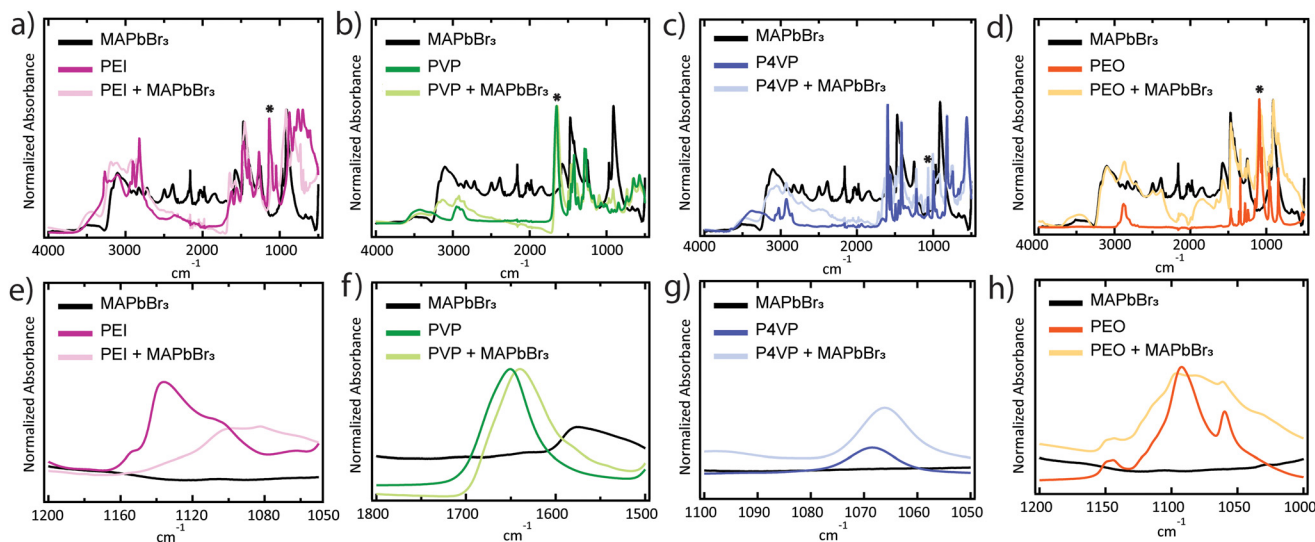 a)
MAPbBr₃
PEI
PEI + MAPbBr₃
*
Normalized Absorbance
3000 2000 1000
4000
cm⁻¹
b)
MAPbBr₃
PVP
PVP + MAPbBr₃
*
Normalized Absorbance
4000 3000 2000 1000
cm⁻¹
c)
MAPbBr₃
P4VP
P4VP + MAPbBr₃
*
Normalized Absorbance
4000 3000 2000 1000
cm⁻¹
d)
MAPbBr₃
PEO
PEO + MAPbBr₃
*
Normalized Absorbance
4000 3000 2000 1000
cm⁻¹
e)
MAPbBr₃
PEI
PEI + MAPbBr₃
Normalized Absorbance
1200 1160 1120 1080 1050
cm⁻¹
f)
MAPbBr₃
PVP
PVP + MAPbBr₃
Normalized Absorbance
1800 1700 1600 1500
cm⁻¹
g)
MAPbBr₃
P4VP
P4VP + MAPbBr₃
Normalized Absorbance
1100 1090 1080 1070 1060 1050
cm⁻¹
h)
MAPbBr₃
PEO
PEO + MAPbBr₃
Normalized Absorbance
1200 1150 1100 1050 1000
cm⁻¹